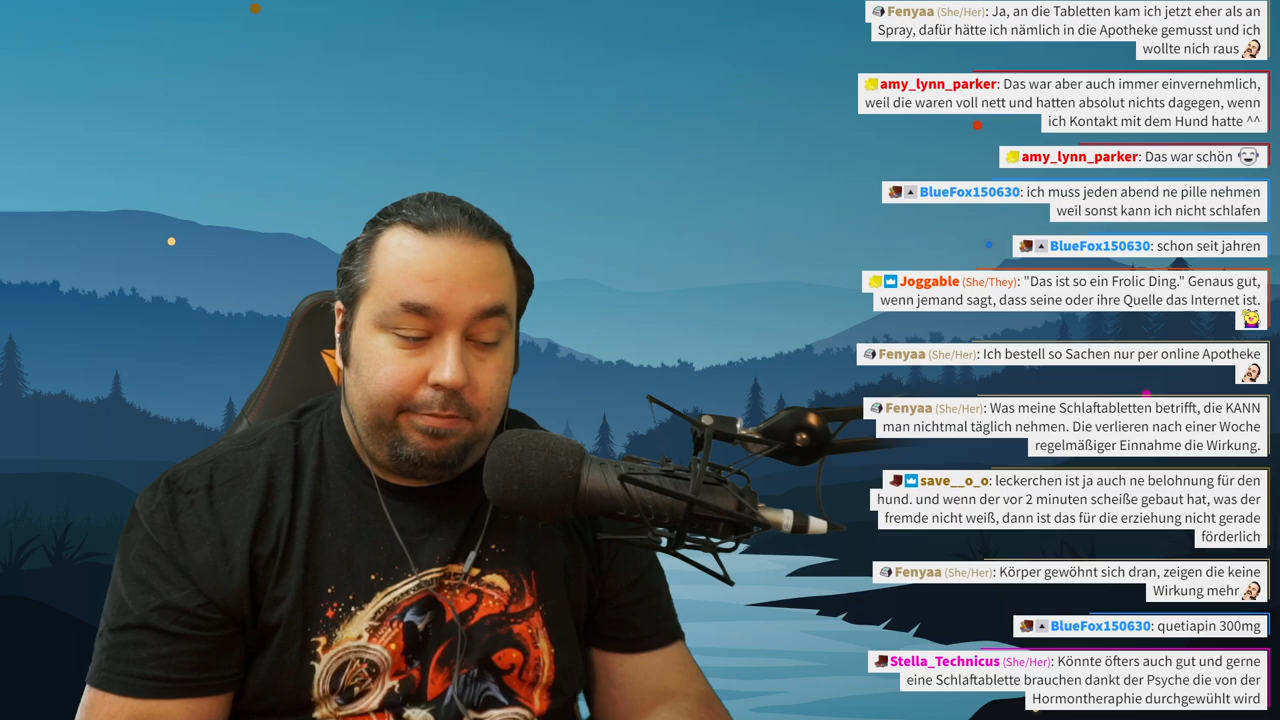 Fenyaa (She/Her): Ja, an die Tabletten kam ich jetzt eher als an
Spray, dafür hätte ich nämlich in die Apotheke gemusst und ich
wollte nich raus
amy_lynn_parker: Das war aber auch immer einvernehmlich,
weil die waren voll nett und hatten absolut nichts dagegen, wenn
ich Kontakt mit dem Hund hatte ^^
amy_lynn_parker: Das war schön
BlueFox150630: ich muss jeden abend ne pille nehmen
weil sonst kann ich nicht schlafen
BlueFox150630: schon seit jahren
Joggable (She/They): "Das ist so ein Frolic Ding." Genaus gut,
wenn jemand sagt, dass seine oder ihre Quelle das Internet ist.
Fenyaa (She/Her): Ich bestell so Sachen nur per online Apotheke
Fenyaa (She/Her): Was meine Schlaftabletten betrifft, die KANN
man nichtmal täglich nehmen. Die verlieren nach einer Woche
regelmäßiger Einnahme die Wirkung.
save__o_o: leckerchen ist ja auch ne belohnung für den
hund. und wenn der vor 2 minuten scheiße gebaut hat, was der
fremde nicht weiß, dann ist das für die erziehung nicht gerade
förderlich
Fenyaa (She/Her): Körper gewöhnt sich dran, zeigen die keine
Wirkung mehr
BlueFox150630: quetiapin 300mg
Stella_Technicus (She/Her): Könnte öfters auch gut und gerne
eine Schlaftablette brauchen dankt der Psyche die von der
Hormontheraphie durchgewühlt wird